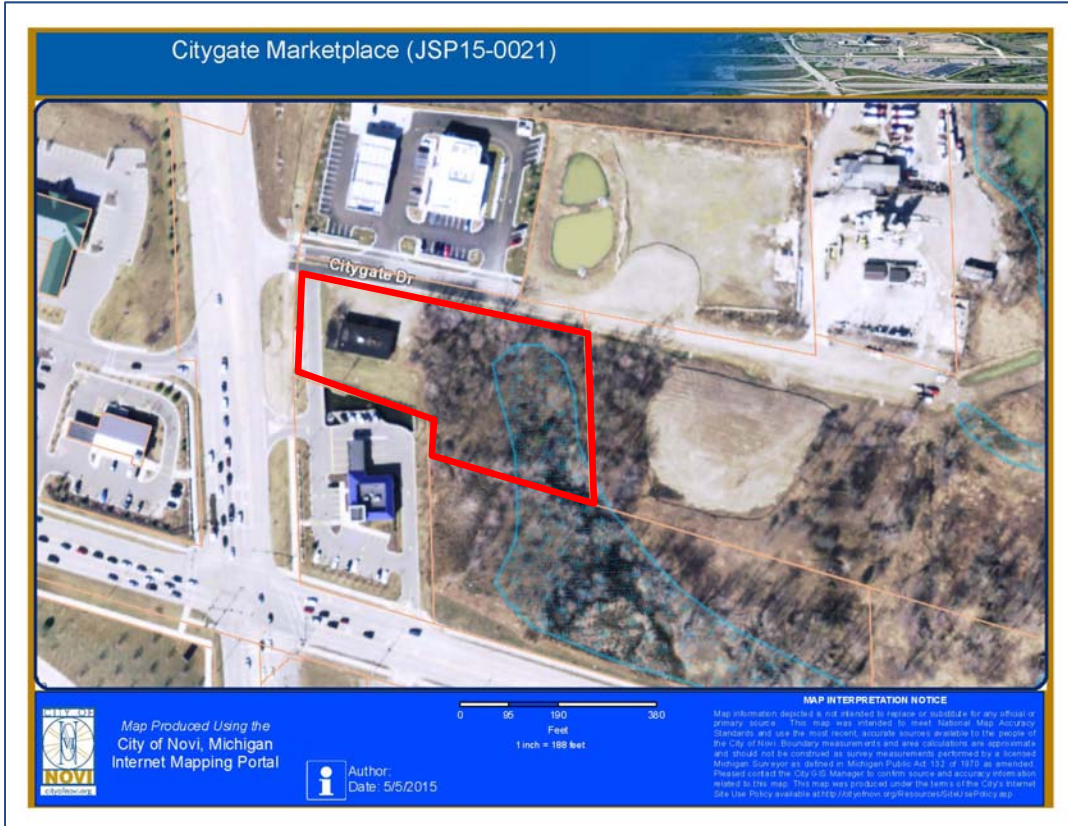 Citygate Marketplace (JSP15-0021)
Citygate Dr
CITY OF
NOVI
cityofnovi.org
Map Produced Using the
City of Novi, Michigan
Internet Mapping Portal
i
Author:
Date: 5/5/2015
0 95 190 380
Feet
1 inch = 188 feet
MAP INTERPRETATION NOTICE
Map information depicted is not intended to replace or substitute for any official or
primary source. This map was intended to meet National Map Accuracy
Standards and use the most recent, accurate sources available to the people of
the City of Novi. Boundary measurements and area calculations are approximate
and should not be construed as survey measurements performed by a licensed
Michigan Surveyor as defined in Michigan Public Act 132 of 1970 as amended.
Pleased contact the City GIS Manager to confirm source and accuracy information
related to this map. This map was produced under the terms of the City's Internet
Site Use Policy available at http://cityofnovi.org/Resources/SiteUsePolicy.asp